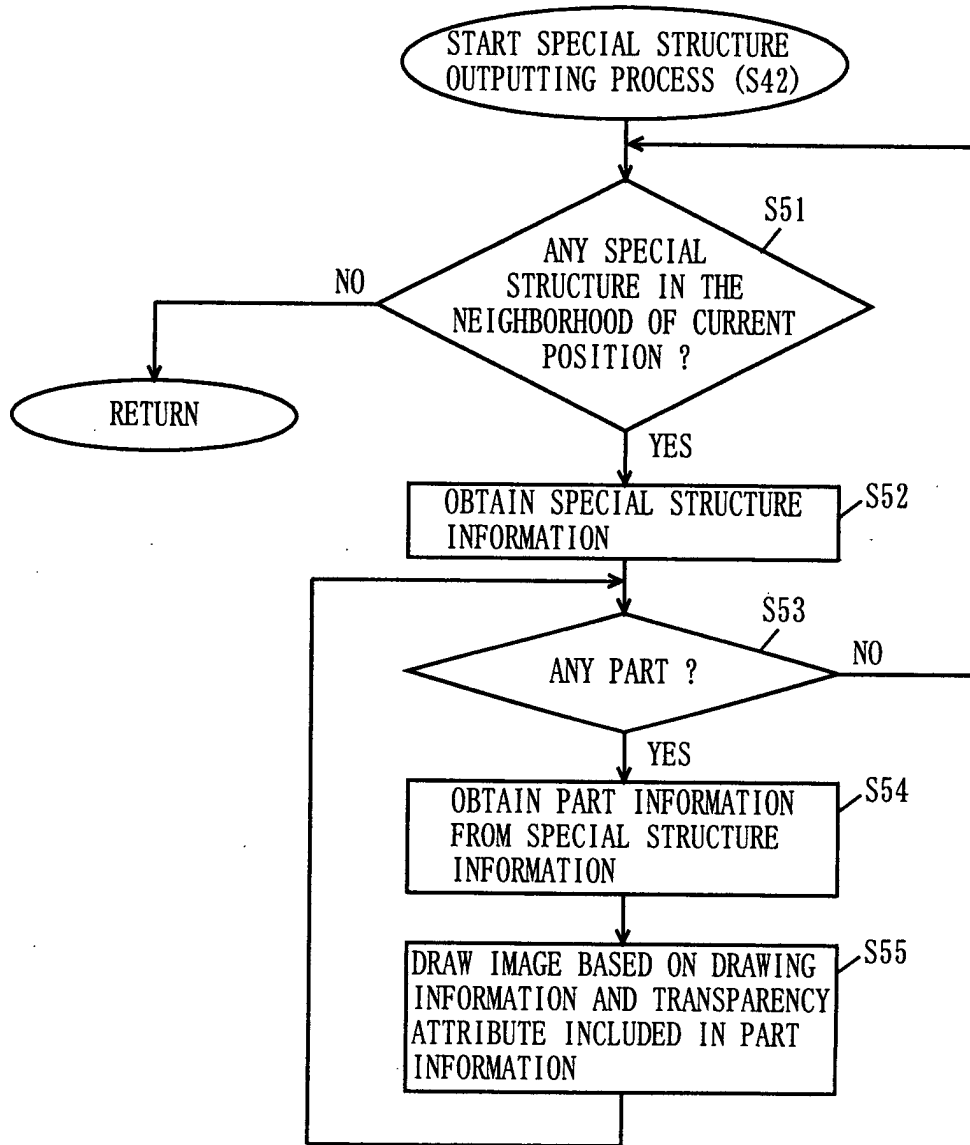 START SPECIAL STRUCTURE
OUTPUTTING PROCESS (S42)
S51
ANY SPECIAL
STRUCTURE IN THE
NEIGHBORHOOD OF CURRENT
POSITION ?
NO
RETURN
YES
S52
OBTAIN SPECIAL STRUCTURE
INFORMATION
S53
ANY PART ?
NO
YES
S54
OBTAIN PART INFORMATION
FROM SPECIAL STRUCTURE
INFORMATION
S55
DRAW IMAGE BASED ON DRAWING
INFORMATION AND TRANSPARENCY
ATTRIBUTE INCLUDED IN PART
INFORMATION